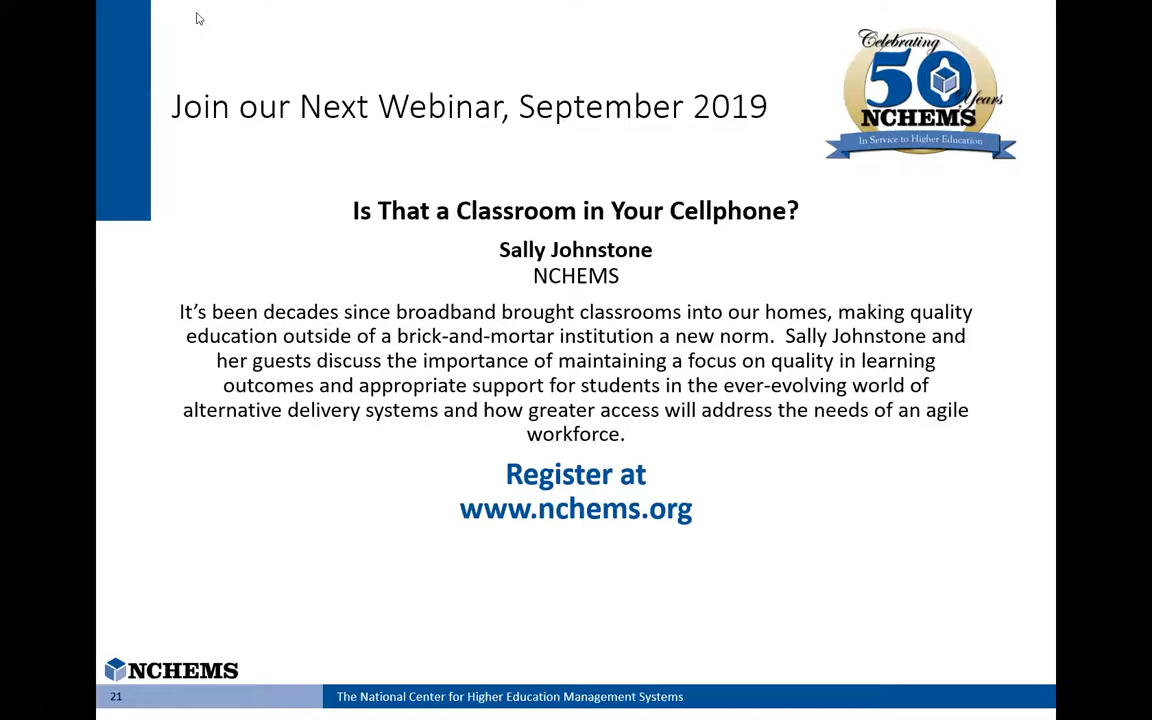 Celebrating
50
Years
NCHEMS
In Service to Higher Education
Join our Next Webinar, September 2019
Is That a Classroom in Your Cellphone?
Sally Johnstone
NCHEMS
It’s been decades since broadband brought classrooms into our homes, making quality
education outside of a brick-and-mortar institution a new norm.  Sally Johnstone and
her guests discuss the importance of maintaining a focus on quality in learning
outcomes and appropriate support for students in the ever-evolving world of
alternative delivery systems and how greater access will address the needs of an agile
workforce.
Register at
www.nchems.org
NCHEMS
21
The National Center for Higher Education Management Systems